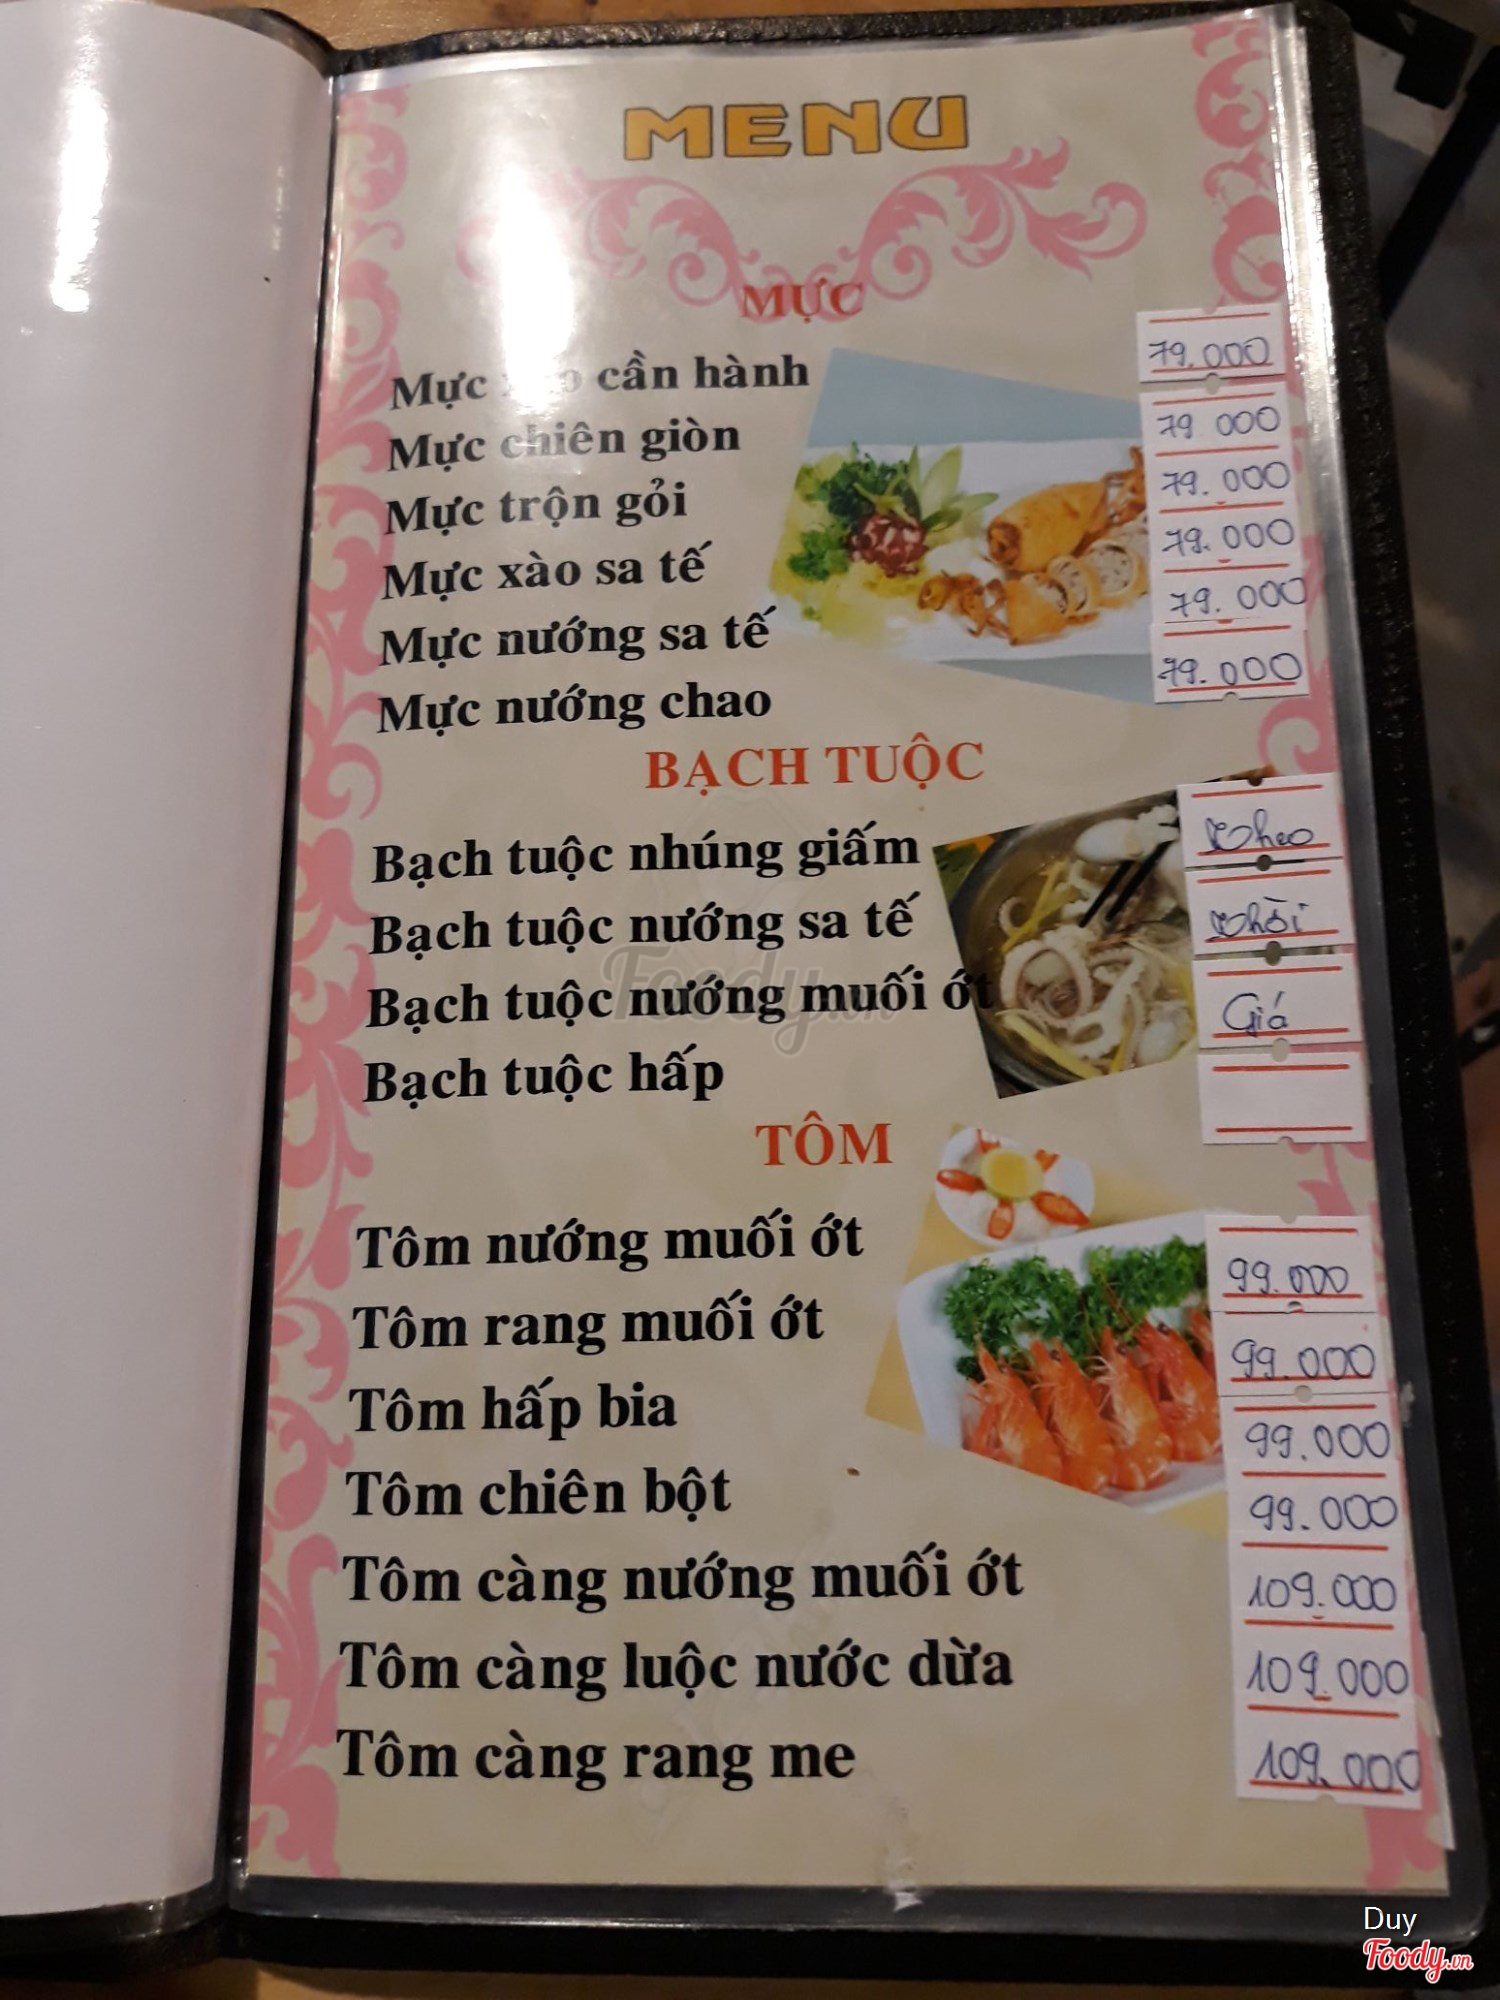 MENU
MỰC
Mực cần hành 79.000
Mực chiên giòn 79.000
Mực trộn gỏi 79.000
Mực xào sa tế 79.000
Mực nướng sa tế 79.000
Mực nướng chao 79.000
BẠCH TUỘC
Bạch tuộc nhúng giấm Theo
Bạch tuộc nướng sa tế thời
Bạch tuộc nướng muối ớt Giá
Bạch tuộc hấp
Foody.vn
TÔM
Tôm nướng muối ớt 99.000
Tôm rang muối ớt 99.000
Tôm hấp bia 99.000
Tôm chiên bột 99.000
Tôm càng nướng muối ớt 109.000
Tôm càng luộc nước dừa 109.000
Tôm càng rang me 109.000
Duy
Foody.vn